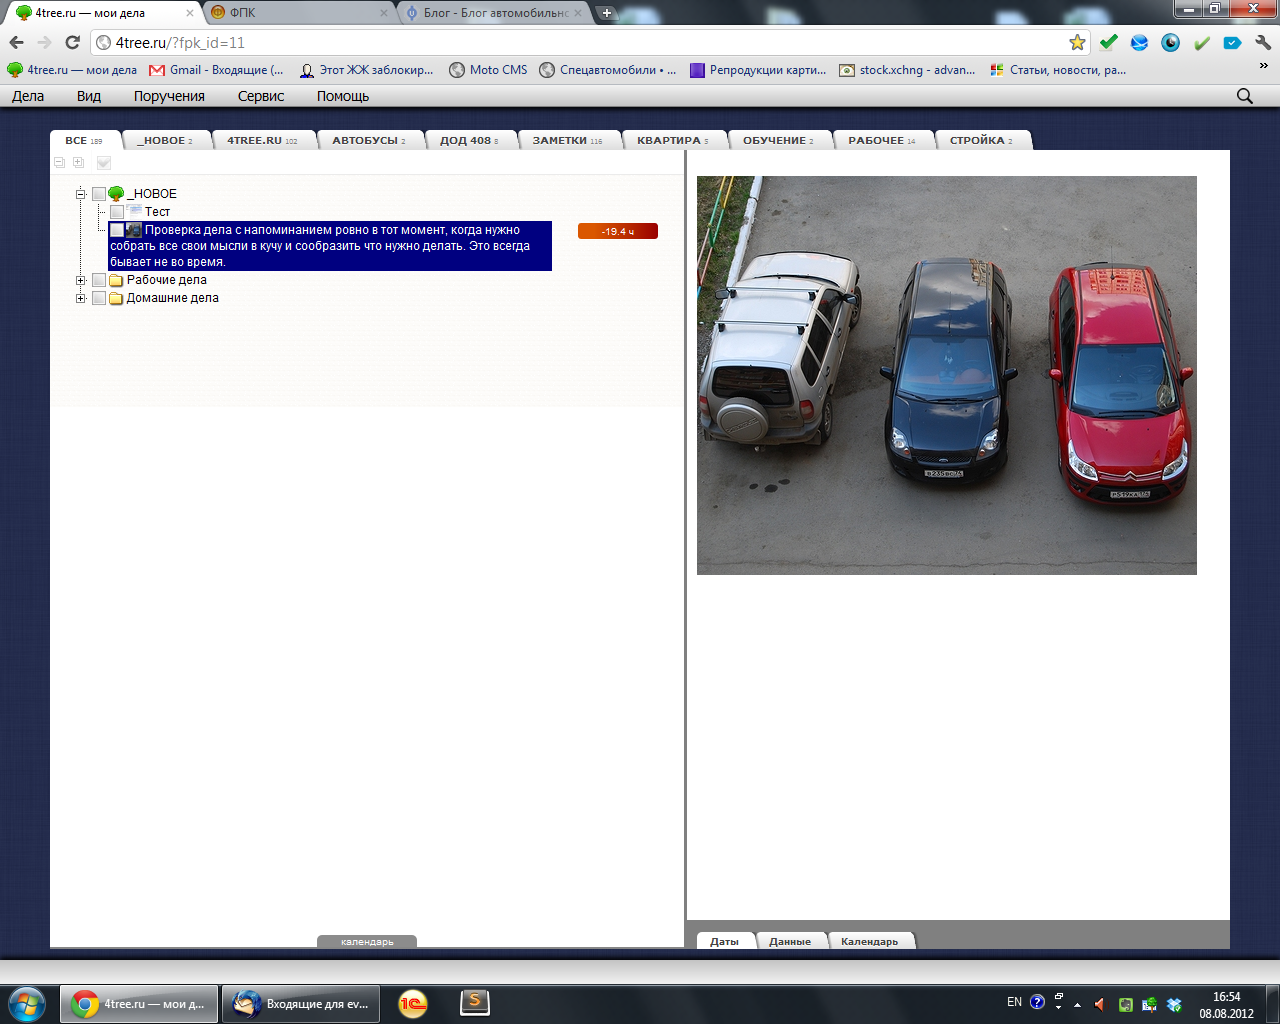 4tree.ru — мои дела
ФПК
Блог - Блог автомобильнс
4tree.ru/?fpk_id=11
4tree.ru — мои дела
Gmail - Входящие (...
Этот ЖЖ заблокир...
Moto CMS
Спецавтомобили • ...
Репродукции карти...
stock.xchng - advan...
Статьи, новости, ра...
»
Дела
Вид
Поручения
Сервис
Помощь
ВСЕ 189
_НОВОЕ 2
4TREE.RU 102
АВТОБУСЫ 2
ДОД 408 8
ЗАМЕТКИ 116
КВАРТИРА 5
ОБУЧЕНИЕ 2
РАБОЧЕЕ 14
СТРОЙКА 2
_НОВОЕ
Тест
Проверка дела с напоминанием ровно в тот момент, когда нужно
собрать все свои мысли в кучу и сообразить что нужно делать. Это всегда
бывает не во время.
-19.4 ч
Рабочие дела
Домашние дела
календарь
Даты
Данные
Календарь
4tree.ru — мои д...
Входящие для ev...
1С
S
EN
16:54
08.08.2012